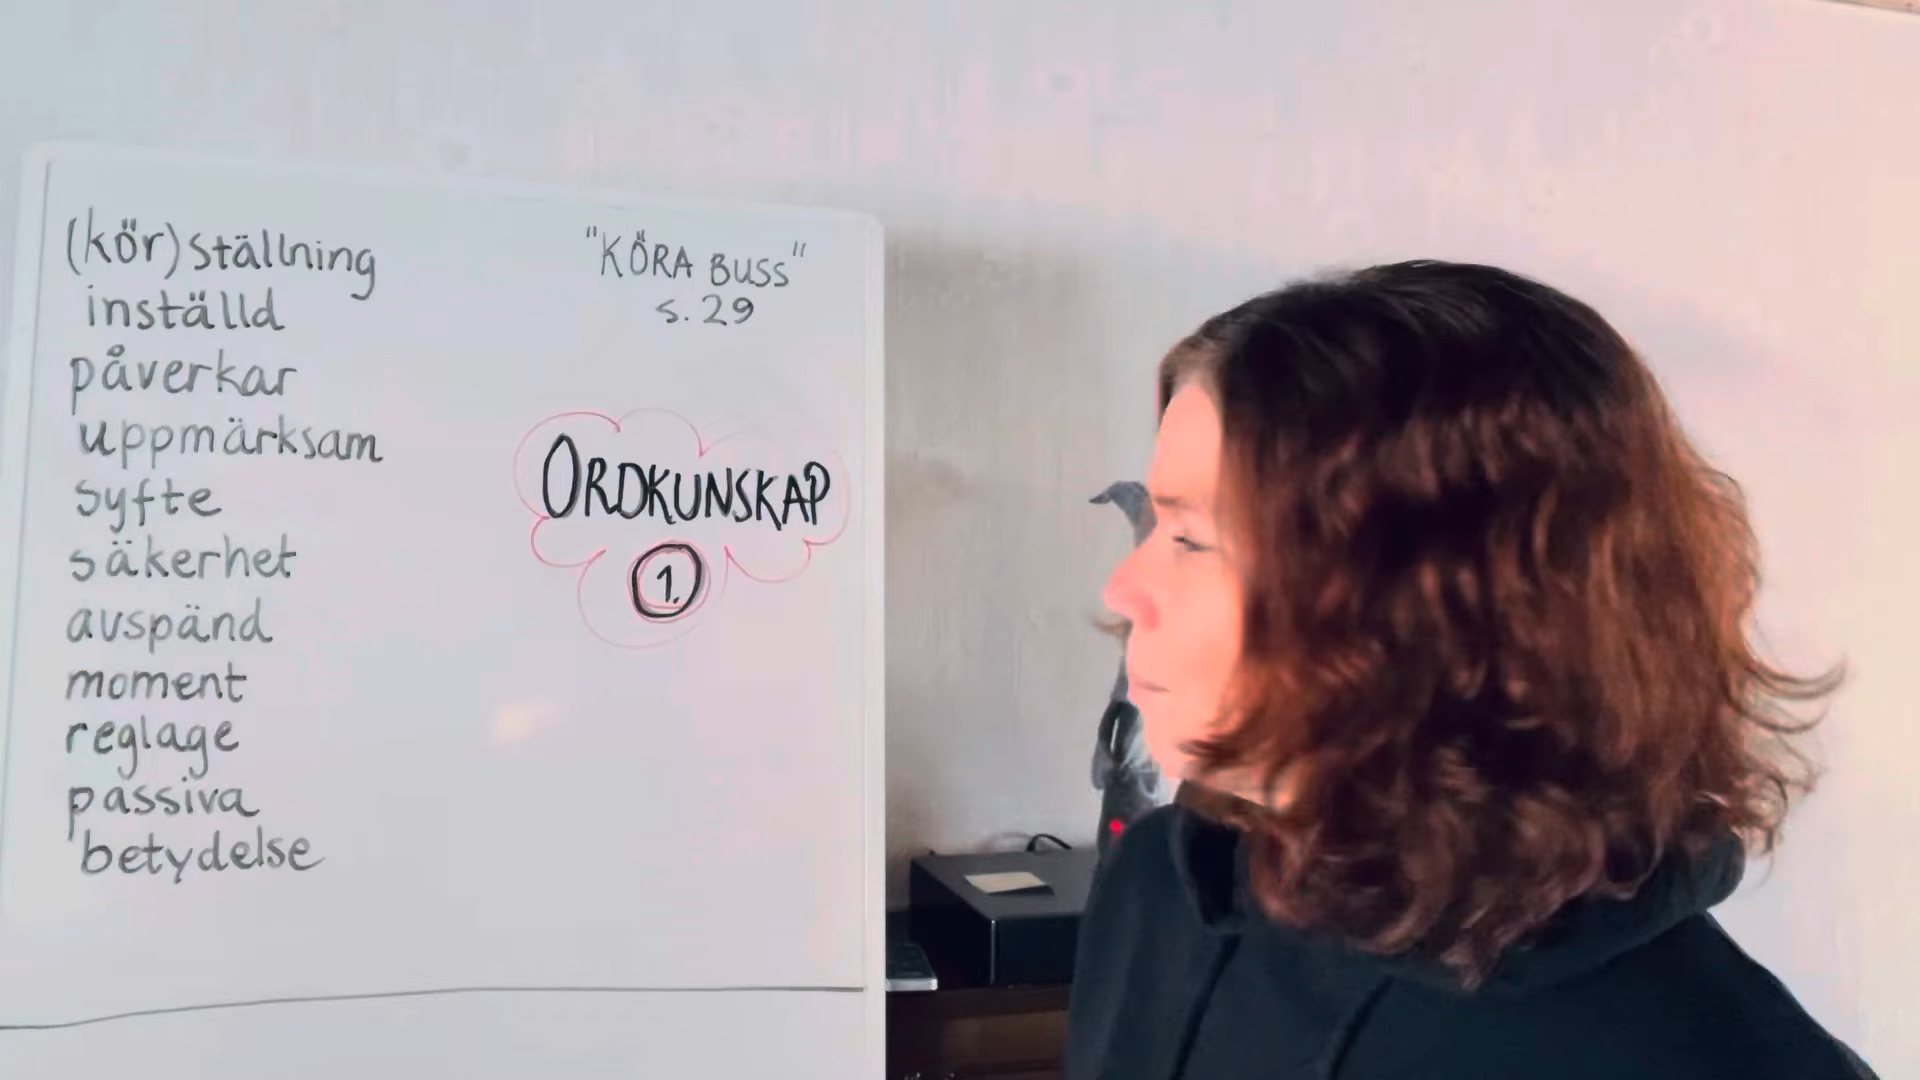 (kör)ställning
inställd
påverkar
uppmärksam
syfte
säkerhet
avspänd
moment
reglage
passiva
betydelse
"KÖRA BUSS"
s. 29
ORDKUNSKAP
1.